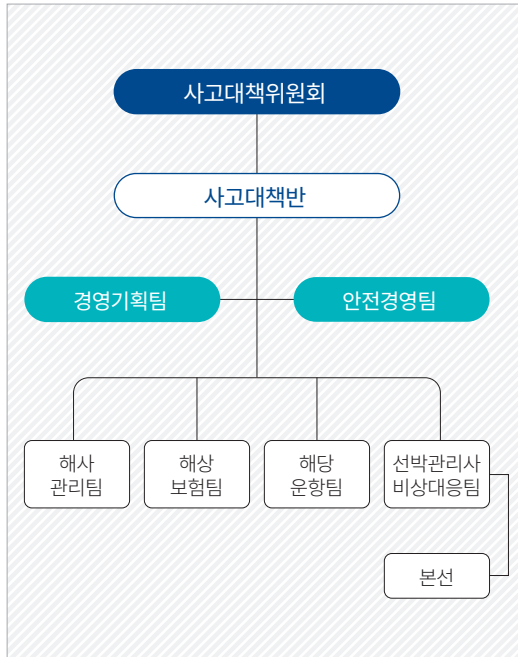 사고대책위원회
사고대책반
경영기획팀
안전경영팀
해사
관리팀
해상
보험팀
해당
운항팀
선박관리사
비상대응팀
본선